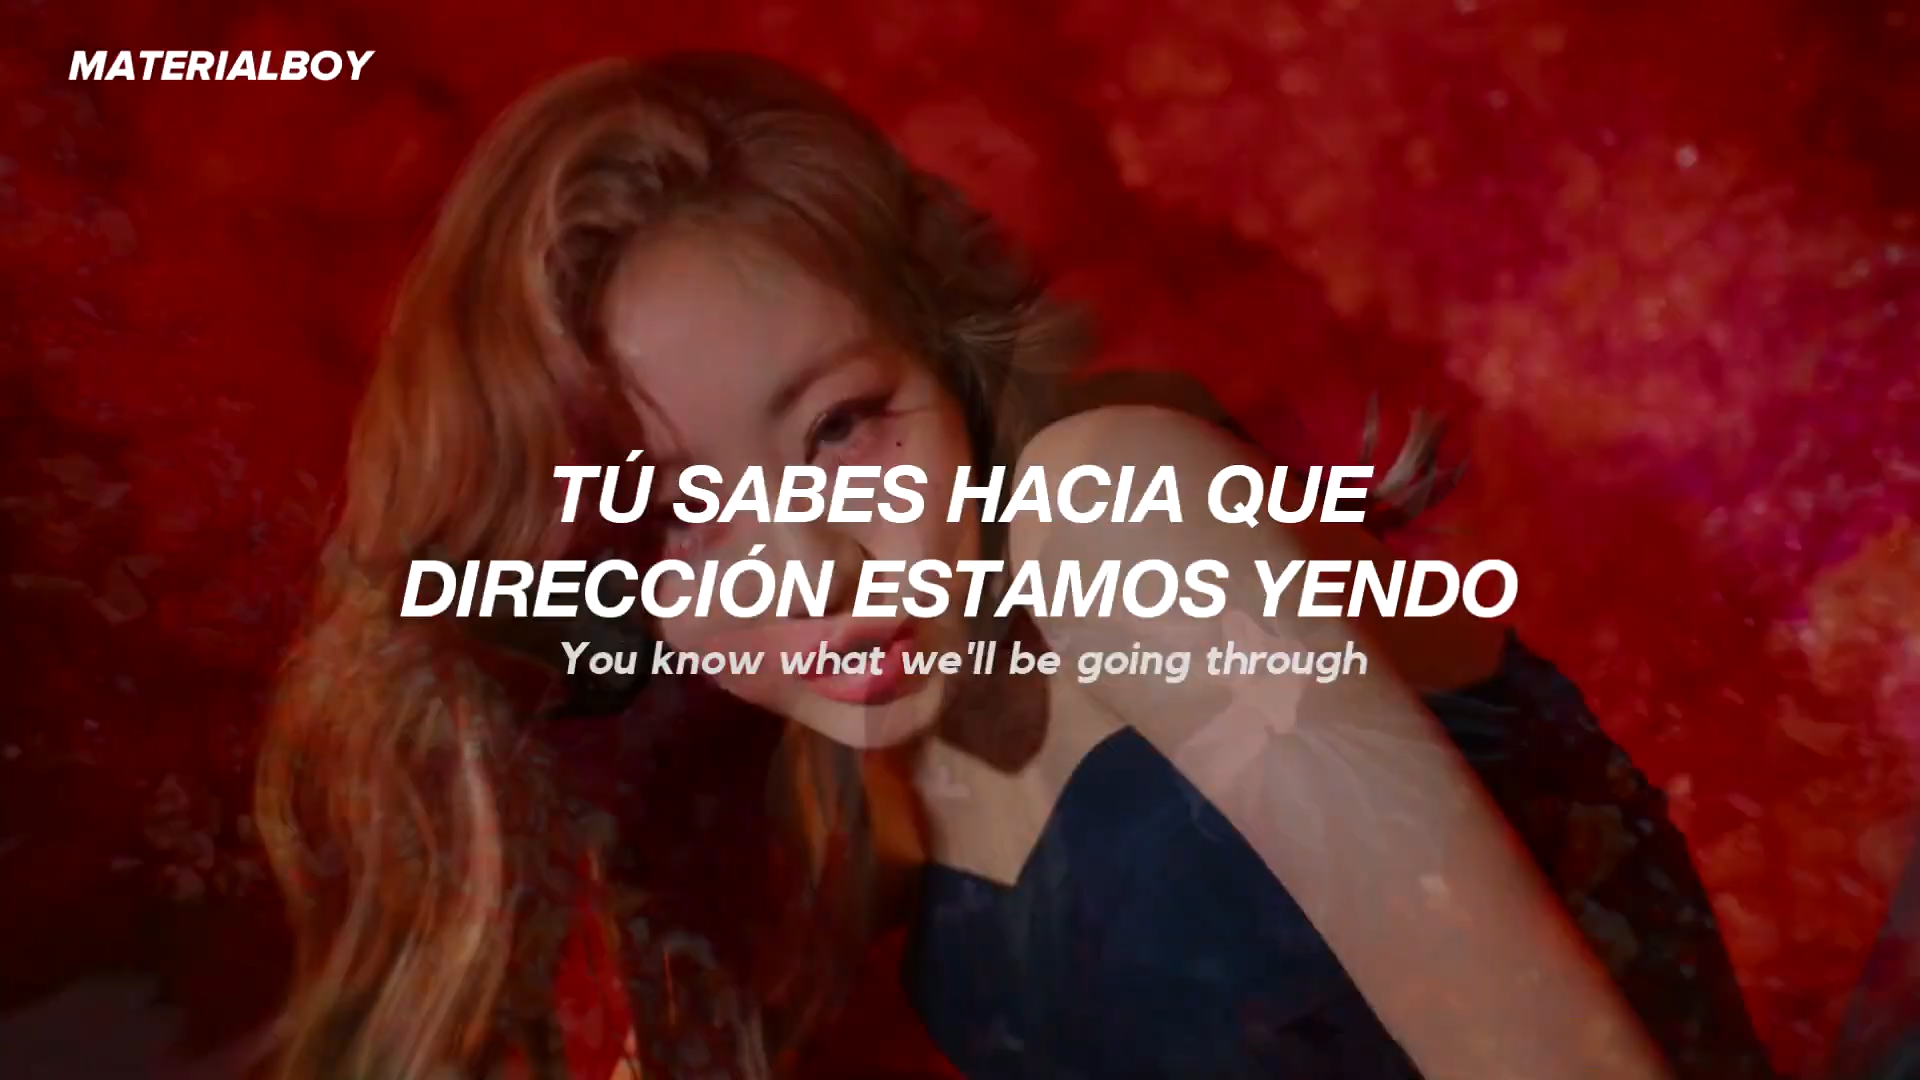 MATERIALBOY
TÚ SABES HACIA QUE
DIRECCIÓN ESTAMOS YENDO
You know what we'll be going through